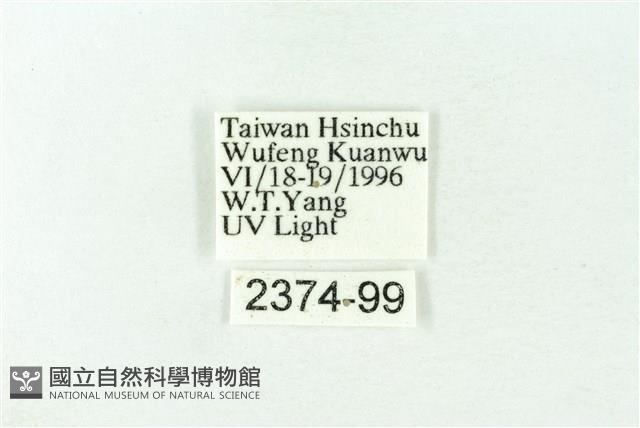 Taiwan Hsinchu
Wufeng Kuanwu
VI/18-19/1996
W.T.Yang
UV Light
2374-99
國立自然科學博物館
NATIONAL MUSEUM OF NATURAL SCIENCE